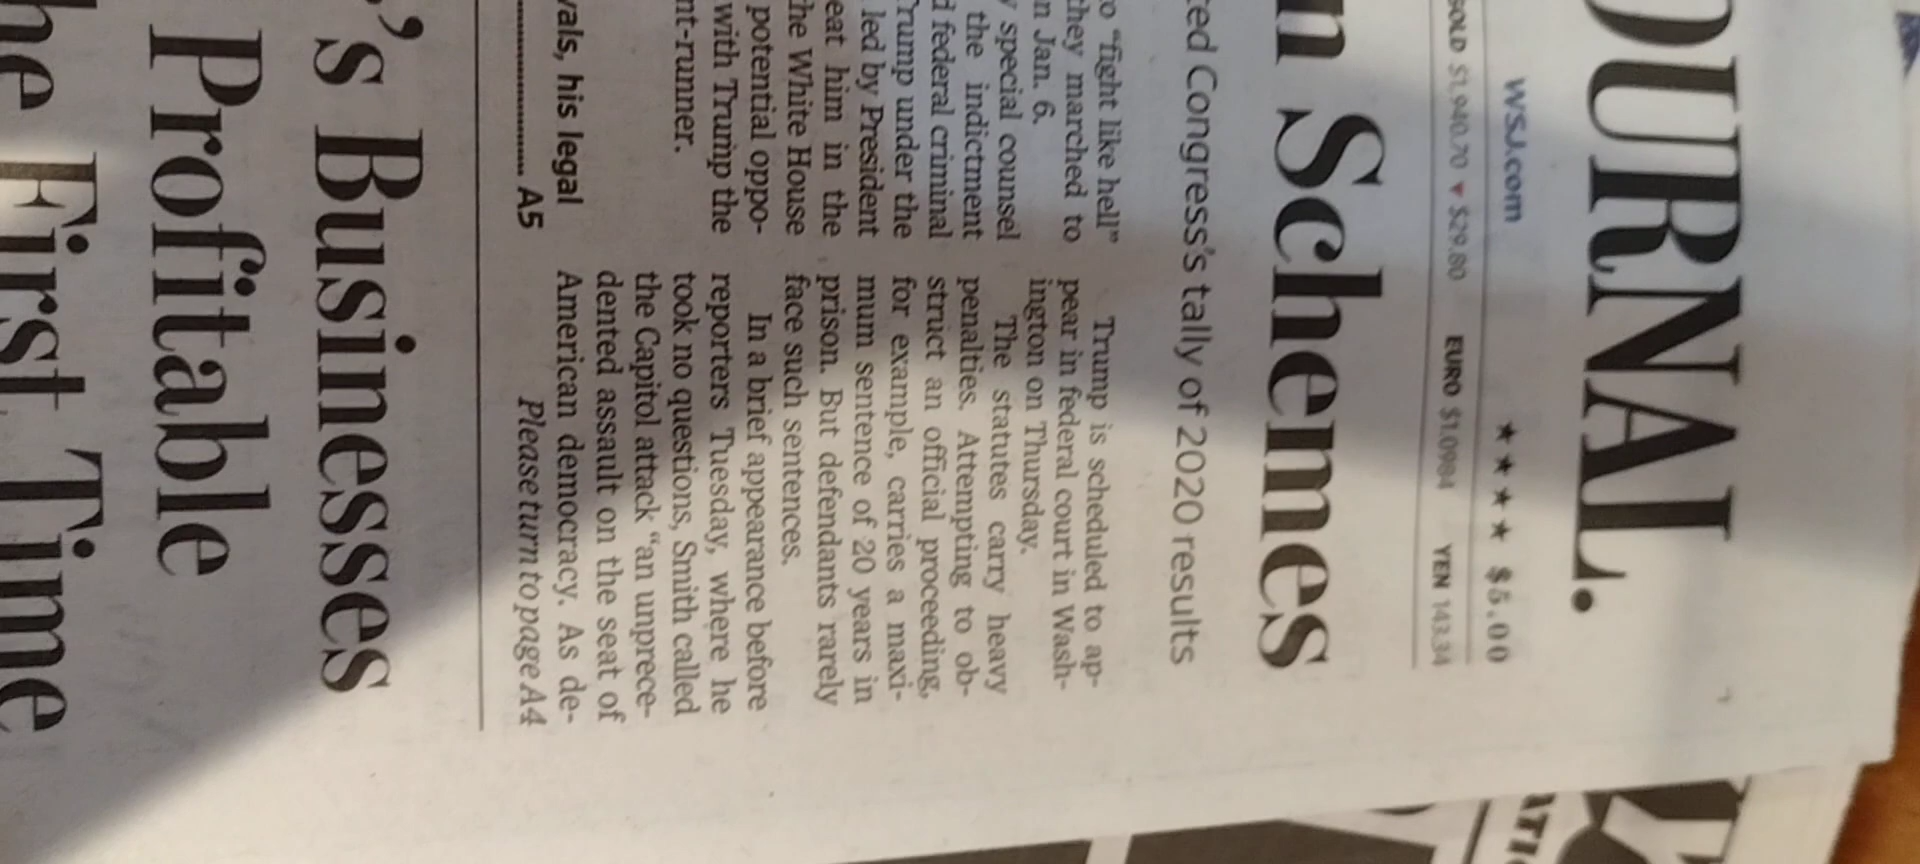 OURNAL.
WSJ.com
★★★★ $5.00
GOLD $1,940.70 ▼ $29.80 EURO $1.0984 YEN 143.34
n Schemes
ted Congress's tally of 2020 results
to “fight like hell”
they marched to
n Jan. 6.
special counsel
the indictment
d federal criminal
Trump under the
led by President
eat him in the
he White House
potential oppo-
with Trump the
nt-runner.
vals, his legal
A5
Trump is scheduled to ap-
pear in federal court in Wash-
ington on Thursday.
The statutes carry heavy
penalties. Attempting to ob-
struct an official proceeding,
for example, carries a maxi-
mum sentence of 20 years in
prison. But defendants rarely
face such sentences.
In a brief appearance before
reporters Tuesday, where he
took no questions, Smith called
the Capitol attack “an unprece-
dented assault on the seat of
American democracy. As de-
Please turn to page A4
’s Businesses
Profitable
he First Time